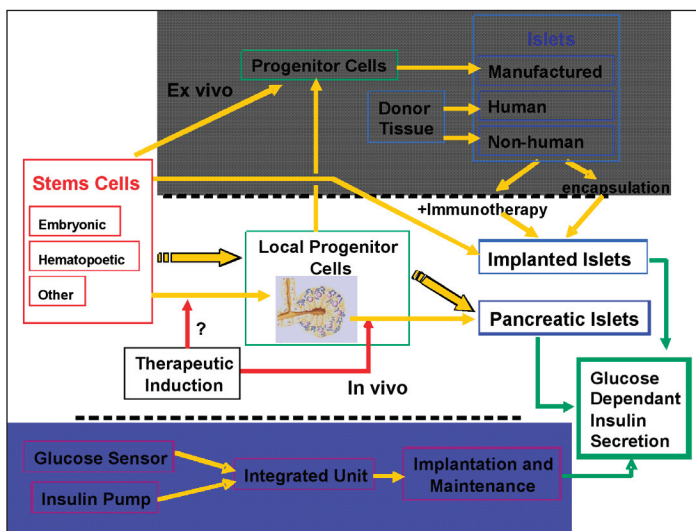 Islets
Progenitor Cells
Manufactured
Ex vivo
Donor
Tissue
Human
Non-human
Stems Cells
encapsulation
+Immunotherapy
Embryonic
Hematopoetic
Other
Local Progenitor
Cells
Implanted Islets
Pancreatic Islets
?
Therapeutic
Induction
In vivo
Glucose
Dependant
Insulin
Secretion
Glucose Sensor
Insulin Pump
Integrated Unit
Implantation and
Maintenance